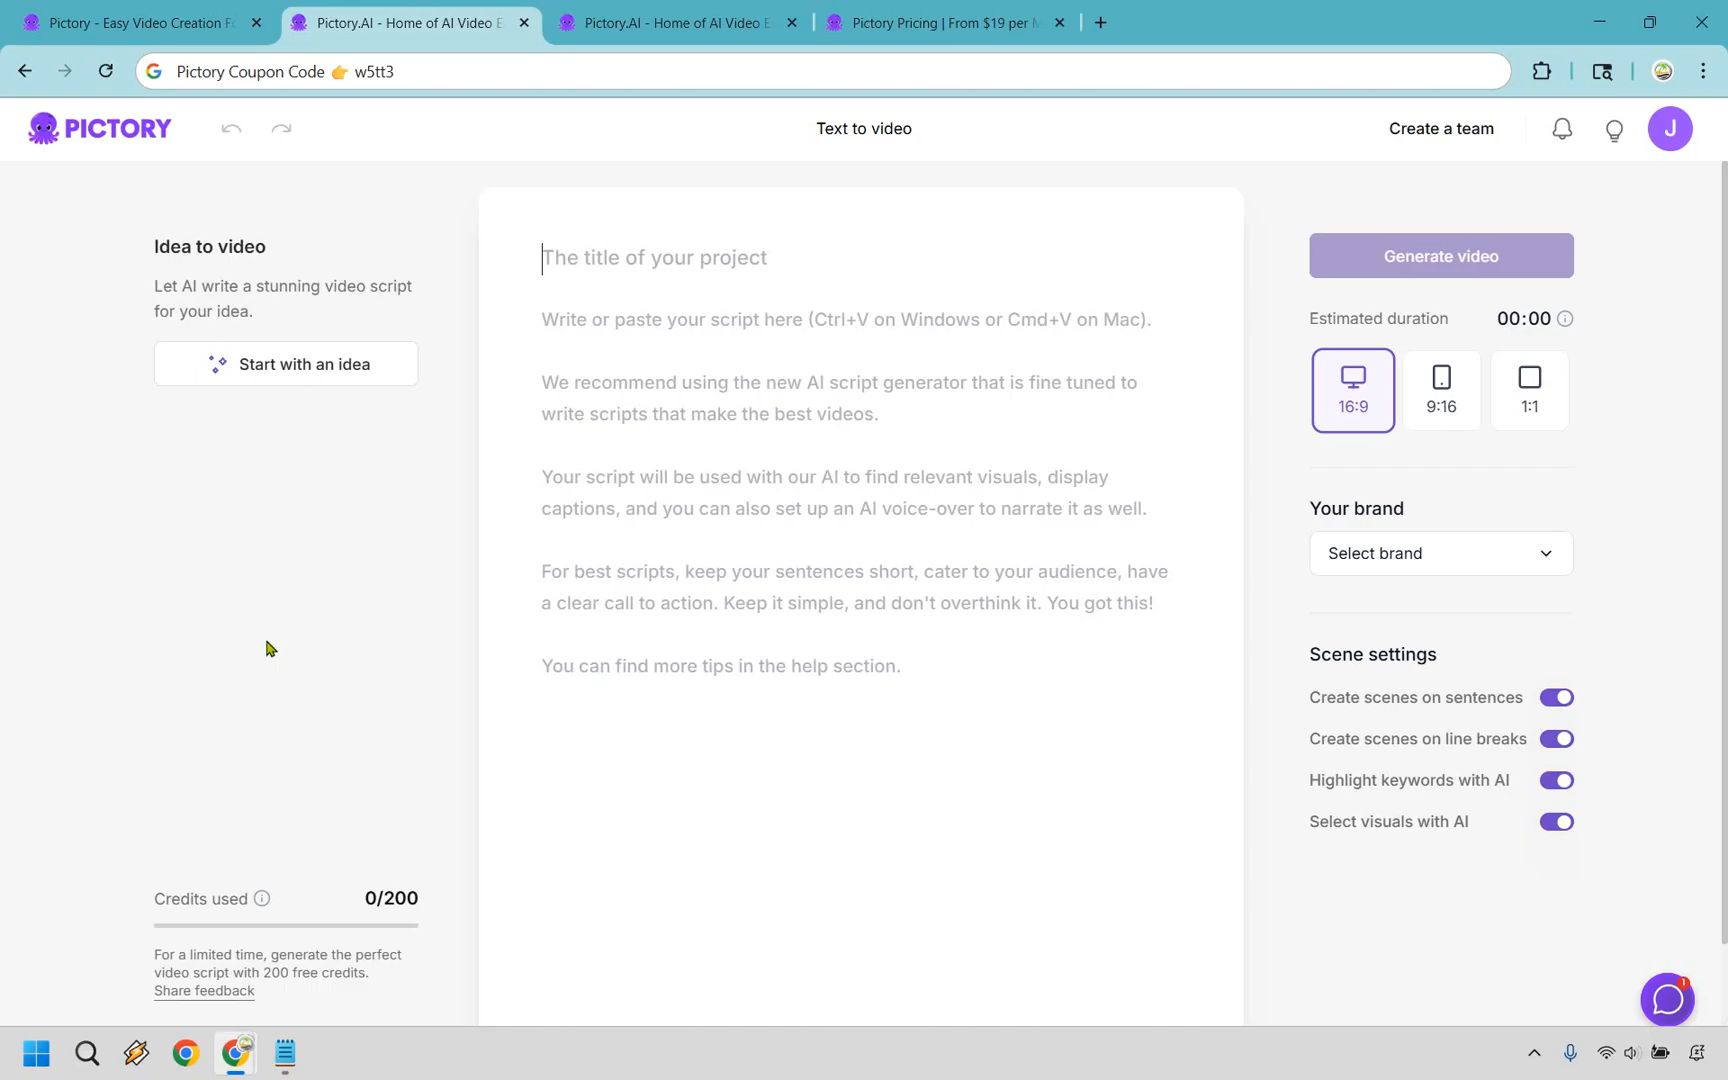 Pictory - Easy Video Creation F
Pictory.AI - Home of AI Video E
Pictory.AI - Home of AI Video E
Pictory Pricing | From $19 per M
Pictory Coupon Code 👉 w5tt3
PICTORY
Text to video
Create a team
J
Idea to video
Let AI write a stunning video script
for your idea.
Start with an idea
The title of your project
Write or paste your script here (Ctrl+V on Windows or Cmd+V on Mac).
We recommend using the new AI script generator that is fine tuned to
write scripts that make the best videos.
Your script will be used with our AI to find relevant visuals, display
captions, and you can also set up an AI voice-over to narrate it as well.
For best scripts, keep your sentences short, cater to your audience, have
a clear call to action. Keep it simple, and don't overthink it. You got this!
You can find more tips in the help section.
Generate video
Estimated duration 00:00
16:9
9:16
1:1
Your brand
Select brand
Scene settings
Create scenes on sentences
Create scenes on line breaks
Highlight keywords with AI
Select visuals with AI
Credits used 0/200
For a limited time, generate the perfect
video script with 200 free credits.
Share feedback
1